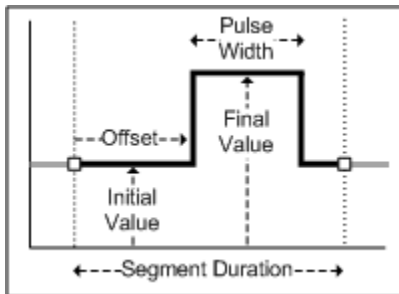 Pulse
Width
Offset
Final
Value
Initial
Value
Segment Duration